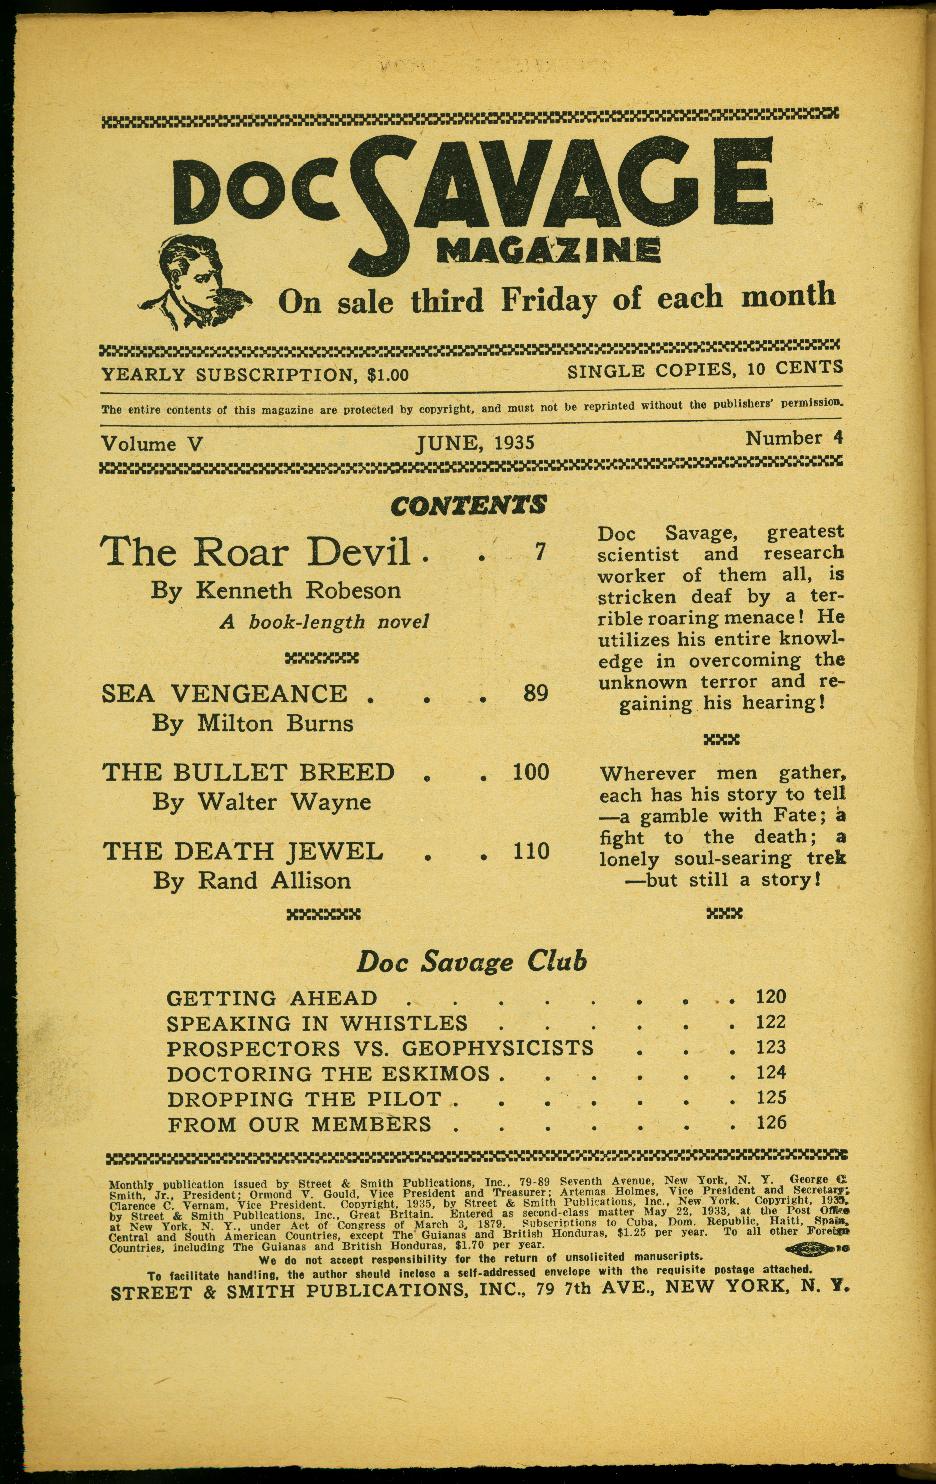 DOC SAVAGE
MAGAZINE
On sale third Friday of each month
YEARLY SUBSCRIPTION, $1.00 SINGLE COPIES, 10 CENTS
The entire contents of this magazine are protected by copyright, and must not be reprinted without the publishers' permission.
Volume V JUNE, 1935 Number 4
CONTENTS
The Roar Devil . . 7
By Kenneth Robeson
A book-length novel
SEA VENGEANCE . . . 89
By Milton Burns
THE BULLET BREED . . 100
By Walter Wayne
THE DEATH JEWEL . . 110
By Rand Allison
Doc Savage, greatest
scientist and research
worker of them all, is
stricken deaf by a ter-
rible roaring menace! He
utilizes his entire knowl-
edge in overcoming the
unknown terror and re-
gaining his hearing!
Wherever men gather,
each has his story to tell
—a gamble with Fate; a
fight to the death; a
lonely soul-searing trek
—but still a story!
Doc Savage Club
GETTING AHEAD . . . . . . . . 120
SPEAKING IN WHISTLES . . . . . . 122
PROSPECTORS VS. GEOPHYSICISTS . . . 123
DOCTORING THE ESKIMOS . . . . . . 124
DROPPING THE PILOT . . . . . . . 125
FROM OUR MEMBERS . . . . . . . 126
Monthly publication issued by Street & Smith Publications, Inc., 79-89 Seventh Avenue, New York, N. Y. George C.
Smith, Jr., President; Ormond V. Gould, Vice President and Treasurer; Artemas Holmes, Vice President and Secretary;
Clarence C. Vernam, Vice President. Copyright, 1935, by Street & Smith Publications, Inc., New York. Copyright, 1935,
by Street & Smith Publications, Inc., Great Britain. Entered as second-class matter May 22, 1933, at the Post Office
at New York, N. Y., under Act of Congress of March 3, 1879. Subscriptions to Cuba, Dom. Republic, Haiti, Spain,
Central and South American Countries, except The Guianas and British Honduras, $1.25 per year. To all other Foreign
Countries, including The Guianas and British Honduras, $1.70 per year.
We do not accept responsibility for the return of unsolicited manuscripts.
To facilitate handling, the author should inclose a self-addressed envelope with the requisite postage attached.
STREET & SMITH PUBLICATIONS, INC., 79 7th AVE., NEW YORK, N. Y.